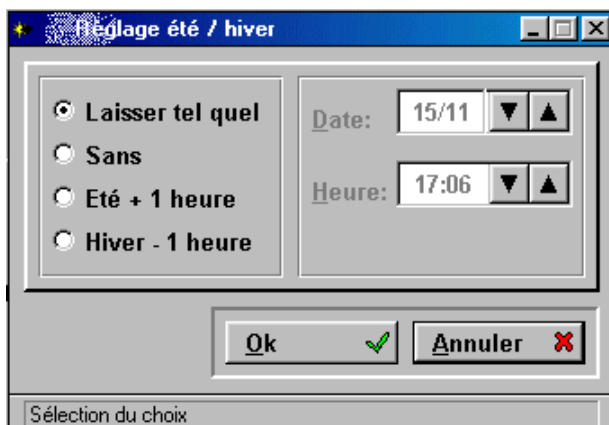 Réglage été / hiver
Laisser tel quel
Sans
Eté + 1 heure
Hiver - 1 heure
Date: 15/11
Heure: 17:06
Ok
Annuler
Sélection du choix